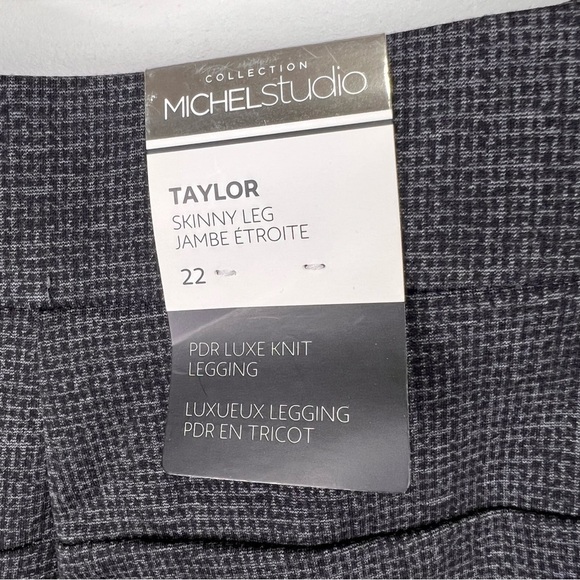 COLLECTION
MICHELstudio
TAYLOR
SKINNY LEG
JAMBE ÉTROITE
22
PDR LUXE KNIT
LEGGING
LUXUEUX LEGGING
PDR EN TRICOT